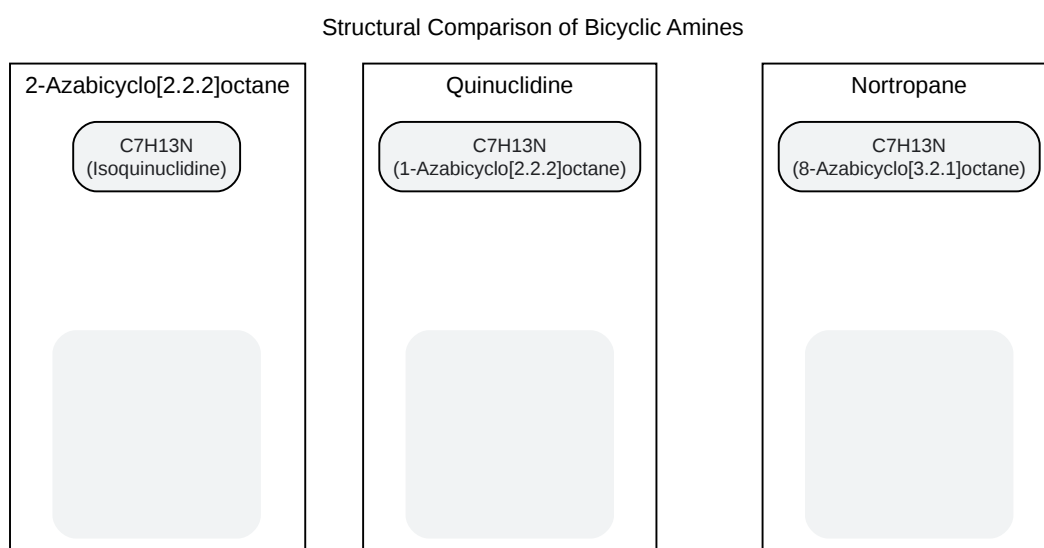 Structural Comparison of Bicyclic Amines
2-Azabicyclo[2.2.2]octane
C7H13N
(Isoquinuclidine)
Quinuclidine
C7H13N
(1-Azabicyclo[2.2.2]octane)
Nortropane
C7H13N
(8-Azabicyclo[3.2.1]octane)